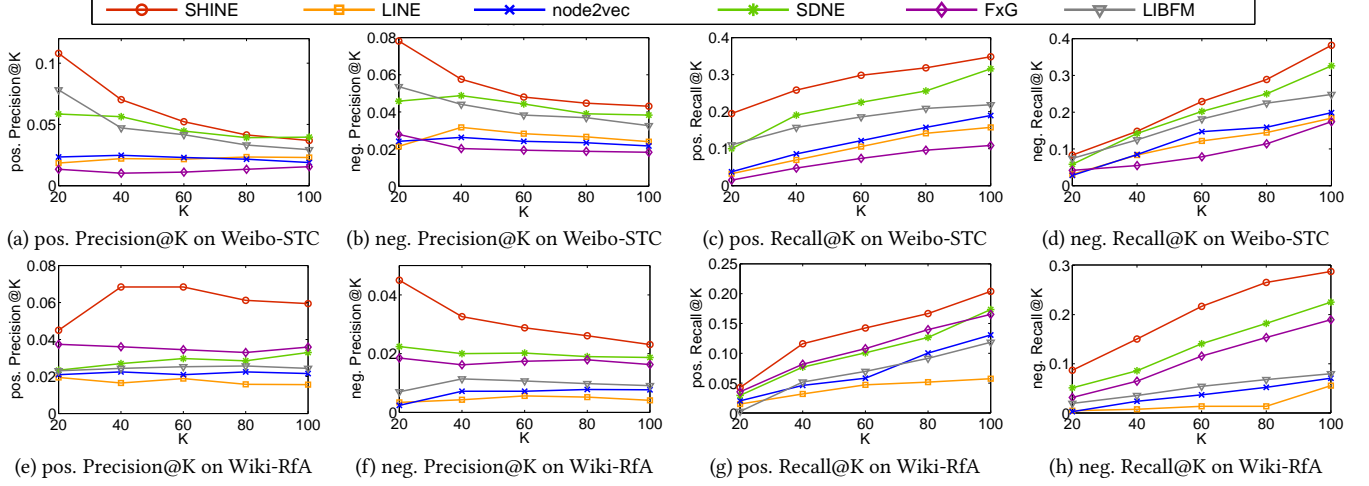 SHINE LINE node2vec SDNE FxG LIBFM
pos. Precision@K
0.1
0.05
0
20 40 60 80 100
K
(a) pos. Precision@K on Weibo-STC
neg. Precision@K
0.08
0.06
0.04
0.02
0
20 40 60 80 100
K
(b) neg. Precision@K on Weibo-STC
pos. Recall@K
0.4
0.3
0.2
0.1
0
20 40 60 80 100
K
(c) pos. Recall@K on Weibo-STC
neg. Recall@K
0.4
0.3
0.2
0.1
0
20 40 60 80 100
K
(d) neg. Recall@K on Weibo-STC
pos. Precision@K
0.08
0.06
0.04
0.02
0
20 40 60 80 100
K
(e) pos. Precision@K on Wiki-RfA
neg. Precision@K
0.04
0.02
0
20 40 60 80 100
K
(f) neg. Precision@K on Wiki-RfA
pos. Recall@K
0.25
0.20
0.15
0.10
0.05
0
20 40 60 80 100
K
(g) pos. Recall@K on Wiki-RfA
neg. Recall@K
0.3
0.2
0.1
0
20 40 60 80 100
K
(h) neg. Recall@K on Wiki-RfA